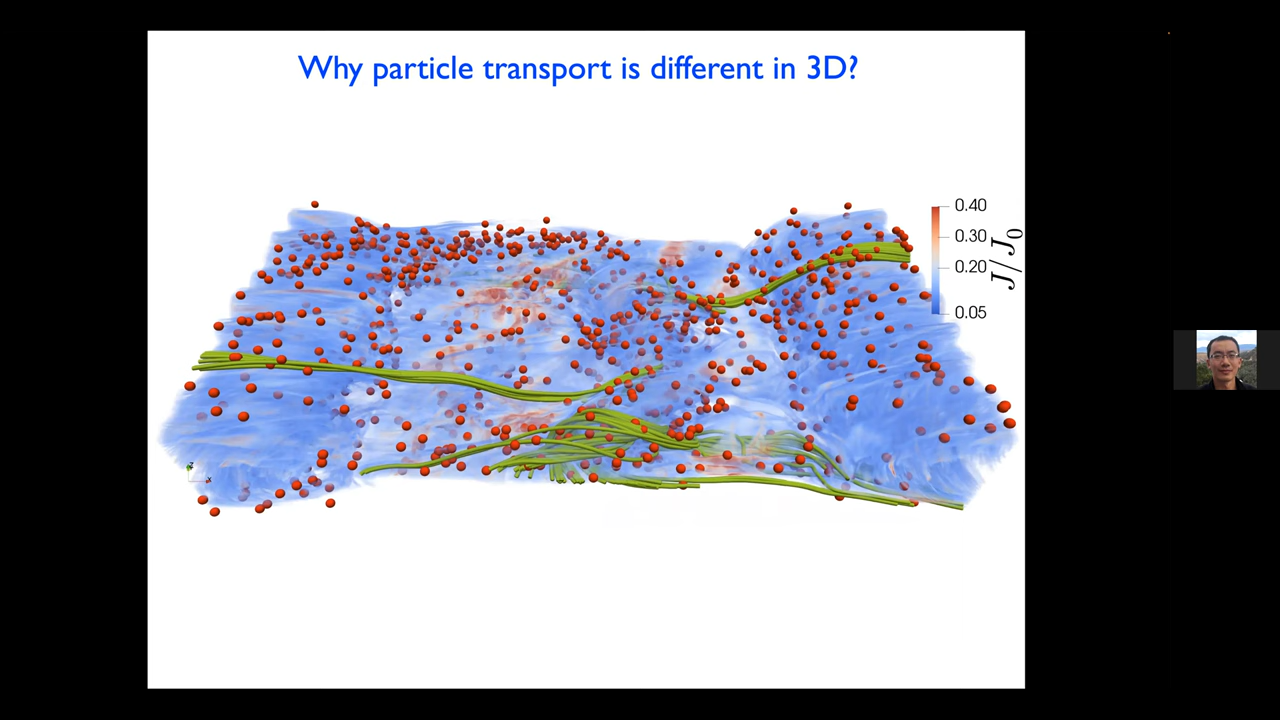 Why particle transport is different in 3D?
0.40
0.30
0.20
0.05
J/J₀
z
x